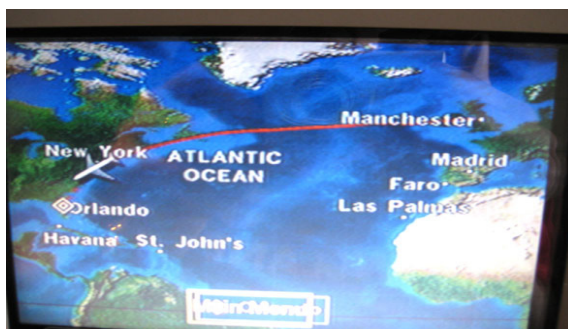 Manchester
New York
ATLANTIC
OCEAN
Madrid
Faro
Orlando
Las Palmas
Havana
St. John's